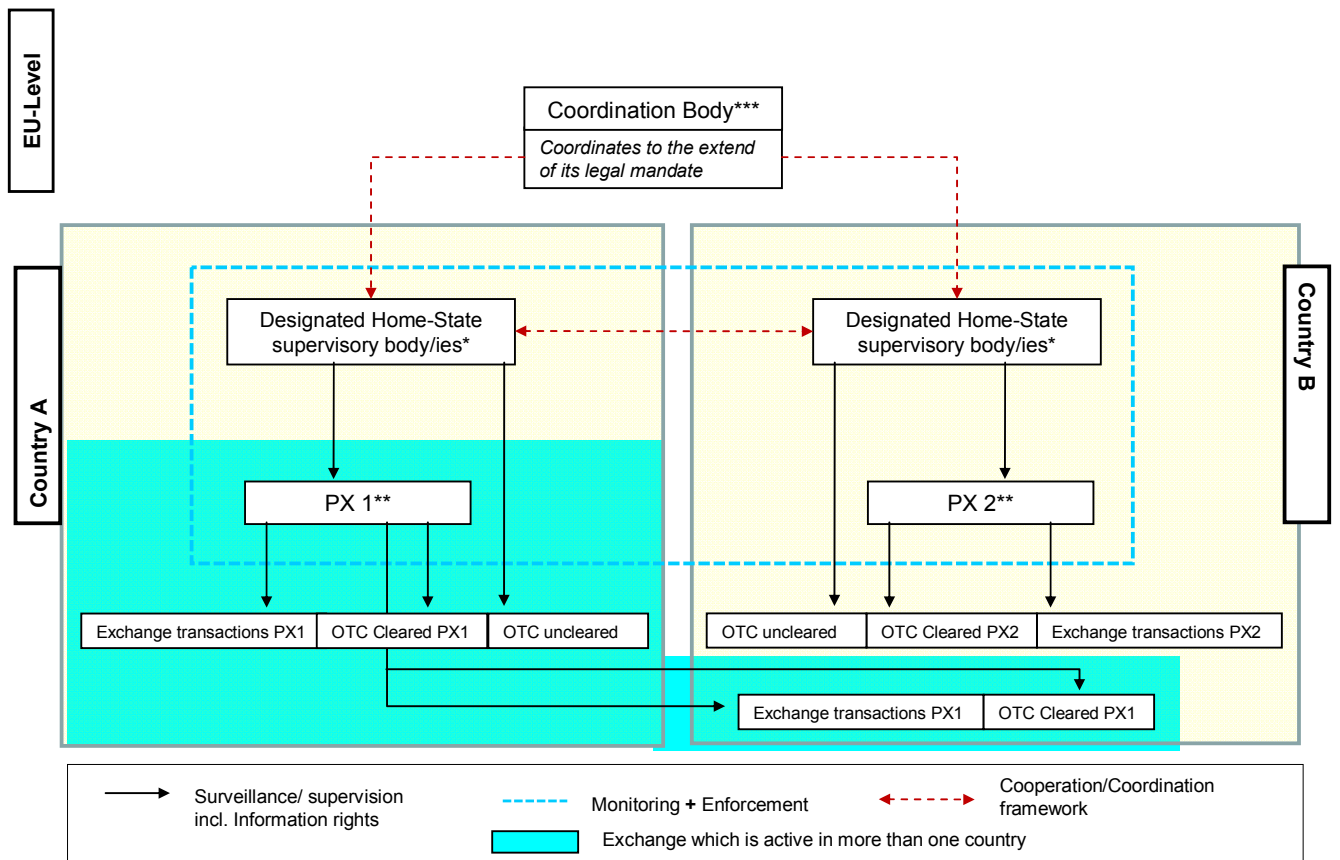 EU-Level
Coordination Body***
Coordinates to the extend
of its legal mandate
Country A
Country B
Designated Home-State
supervisory body/ies*
Designated Home-State
supervisory body/ies*
PX 1**
PX 2**
Exchange transactions PX1
OTC Cleared PX1
OTC uncleared
OTC uncleared
OTC Cleared PX2
Exchange transactions PX2
Exchange transactions PX1
OTC Cleared PX1
Surveillance/ supervision
incl. Information rights
Monitoring + Enforcement
Cooperation/Coordination
framework
Exchange which is active in more than one country